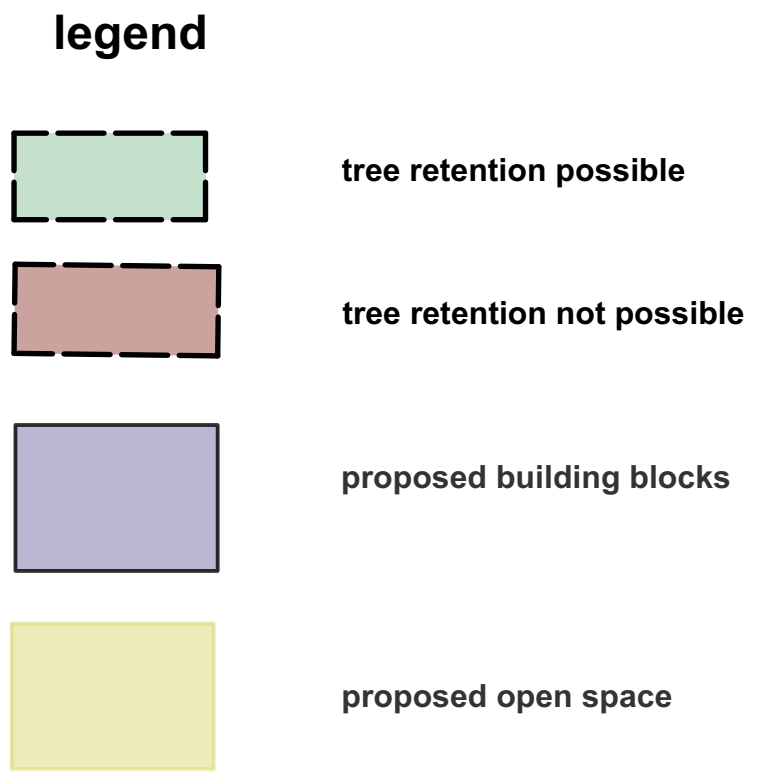 legend
tree retention possible
tree retention not possible
proposed building blocks
proposed open space